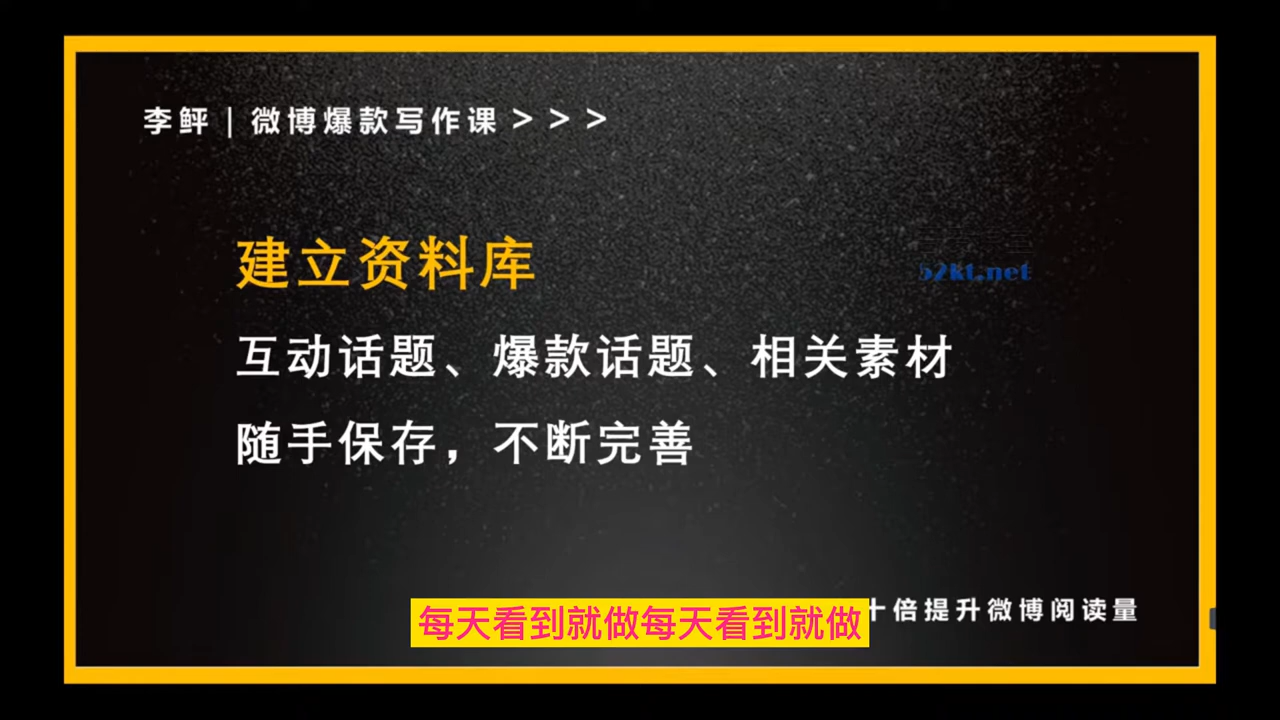 李鲆 | 微博爆款写作课 > > >
建立资料库
52kt.net
互动话题、爆款话题、相关素材
随手保存，不断完善
十倍提升微博阅读量
每天看到就做每天看到就做